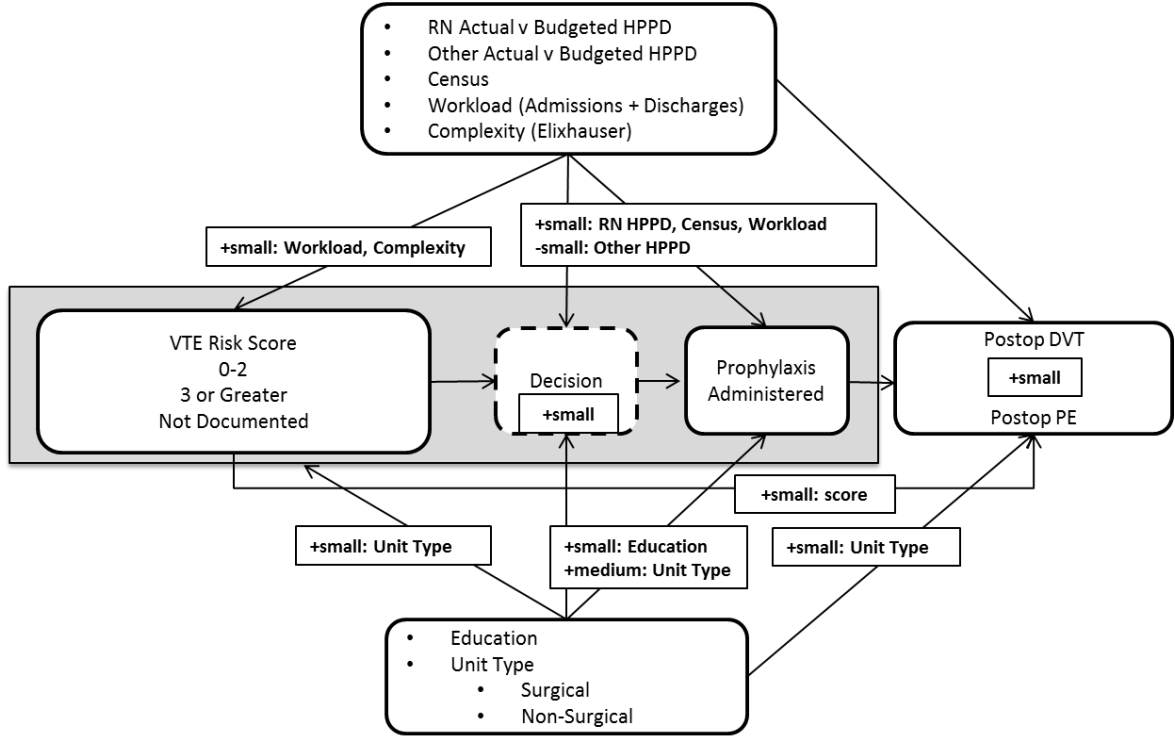 • RN Actual v Budgeted HPPD
• Other Actual v Budgeted HPPD
• Census
• Workload (Admissions + Discharges)
• Complexity (Elixhauser)
+small: Workload, Complexity
+small: RN HPPD, Census, Workload
-small: Other HPPD
VTE Risk Score
0-2
3 or Greater
Not Documented
Decision
+small
Prophylaxis
Administered
Postop DVT
+small
Postop PE
+small: score
+small: Unit Type
+small: Education
+medium: Unit Type
+small: Unit Type
• Education
• Unit Type
• Surgical
• Non-Surgical